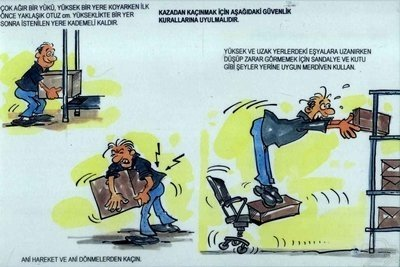 ÇOK AĞIR BİR YÜKÜ, YÜKSEK BİR YERE KOYARKEN İLK
ÖNCE YAKLAŞIK OTUZ cm. YÜKSEKLİKTE BİR YER
SONRA İSTENİLEN YERE KADEMELİ KALDIR.
KAZADAN KAÇINMAK İÇİN AŞAĞIDAKİ GÜVENLİK
KURALLARINA UYULMALIDIR.
YÜKSEK VE UZAK YERLERDEKİ EŞYALARA UZANIRKEN
DÜŞÜP ZARAR GÖRMEMEK İÇİN SANDALYE VE KUTU
GİBİ ŞEYLER YERİNE UYGUN MERDİVEN KULLAN.
ANİ HAREKET VE ANİ DÖNMELERDEN KAÇIN.